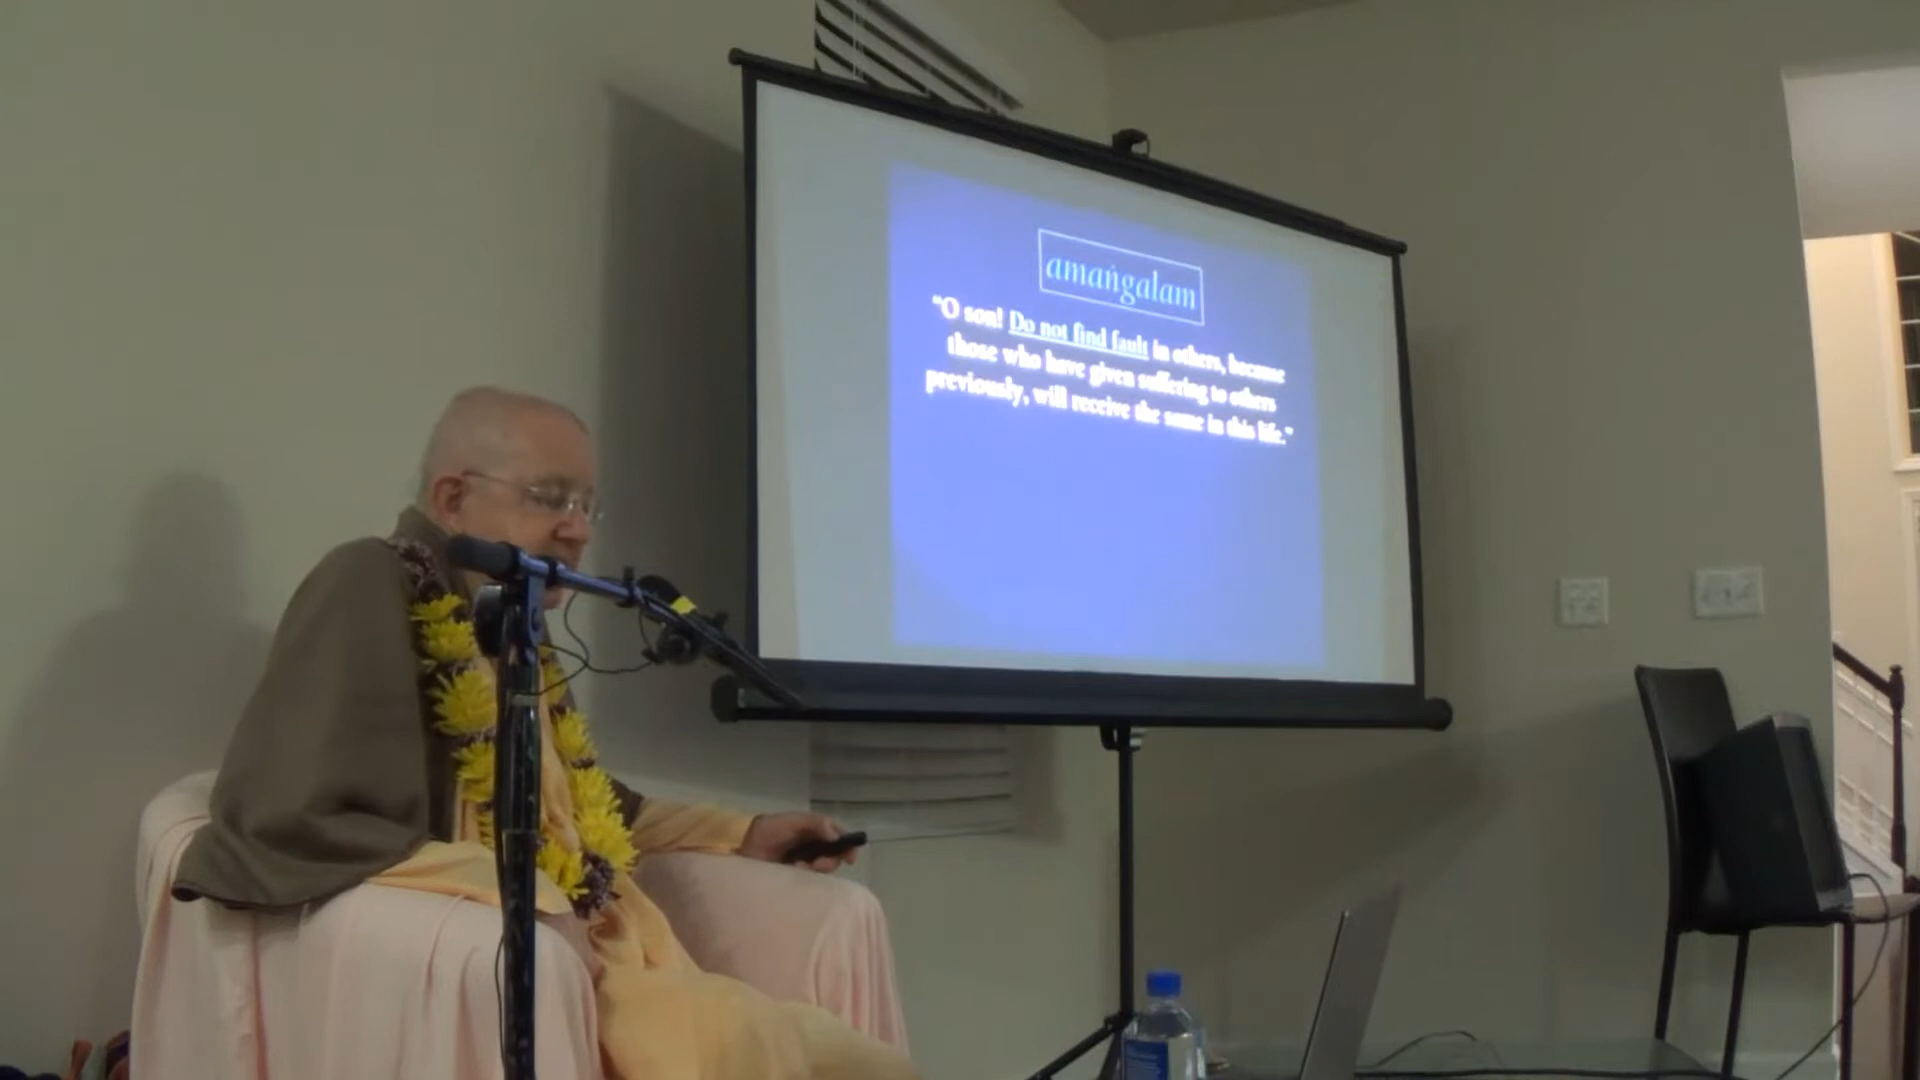 amaṅgalam
"O son! Do not find fault in others, because
those who have given suffering to others
previously, will receive the same in this life."